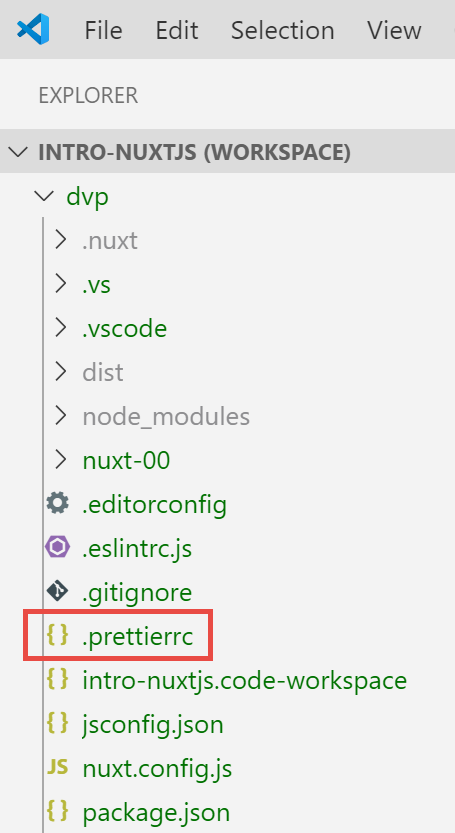 File Edit Selection View
EXPLORER
INTRO-NUXTJS (WORKSPACE)
dvp
.nuxt
.vs
.vscode
dist
node_modules
nuxt-00
.editorconfig
.eslintrc.js
.gitignore
{ } .prettierrc
{ } intro-nuxtjs.code-workspace
{ } jsconfig.json
JS nuxt.config.js
{ } package.json